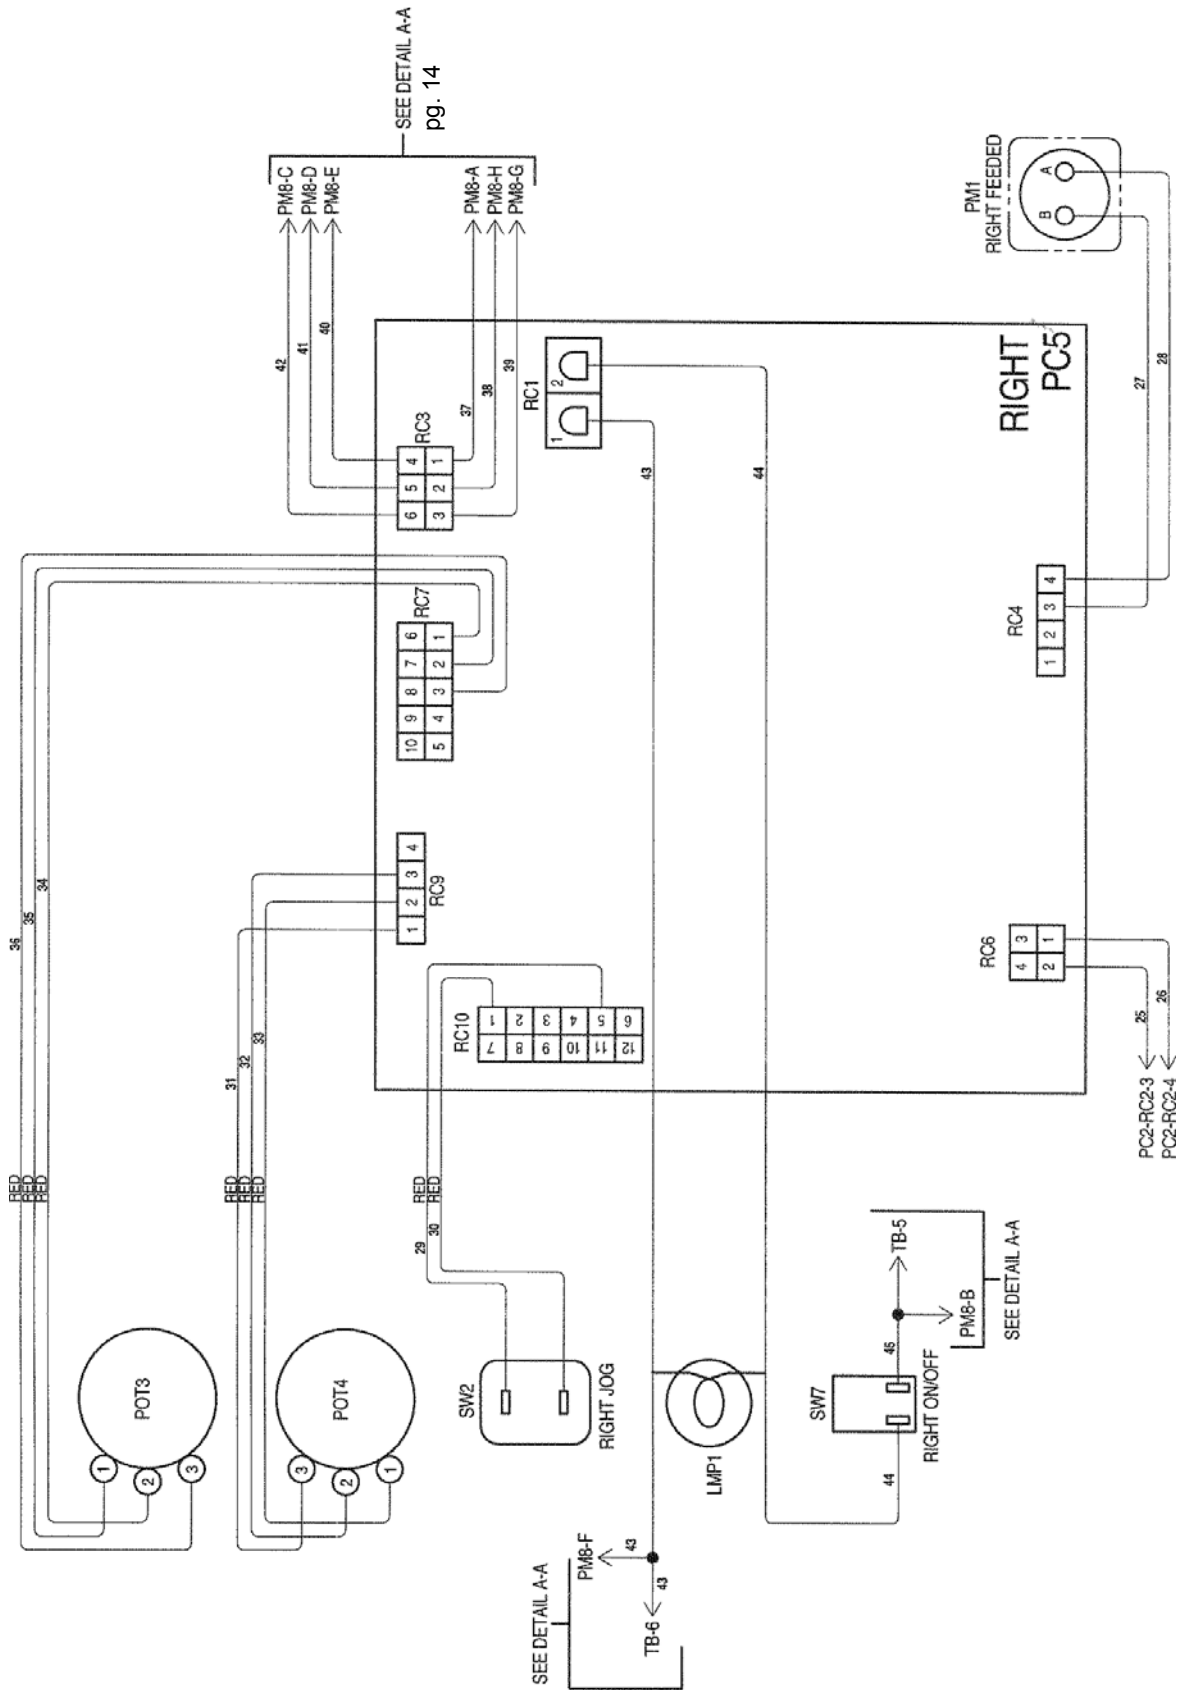 SEE DETAIL A-A
pg. 14
PM8-C
PM8-D
PM8-E
PM8-A
PM8-H
PM8-G
42
41
40
37
38
39
RC3
6 5 4
3 2 1
PM1
RIGHT FEEDED
B A
27
28
RIGHT
PC5
RC1
1 2
43
44
RC4
1 2 3 4
RC7
10 9 8 7 6
5 4 3 2 1
36
35
34
RED
RED
RED
POT3
1
2
3
RC9
1 2 3 4
31
32
33
RED
RED
RED
POT4
3
2
1
RC10
7 1
8 2
9 3
10 4
11 5
12 6
RED
RED
29
30
SW2
RIGHT JOG
RC6
4 3
2 1
25
26
PC2-RC2-3
PC2-RC2-4
LMP1
SW7
RIGHT ON/OFF
44
46
TB-5
PM8-B
SEE DETAIL A-A
SEE DETAIL A-A
PM8-F
43
43
TB-6